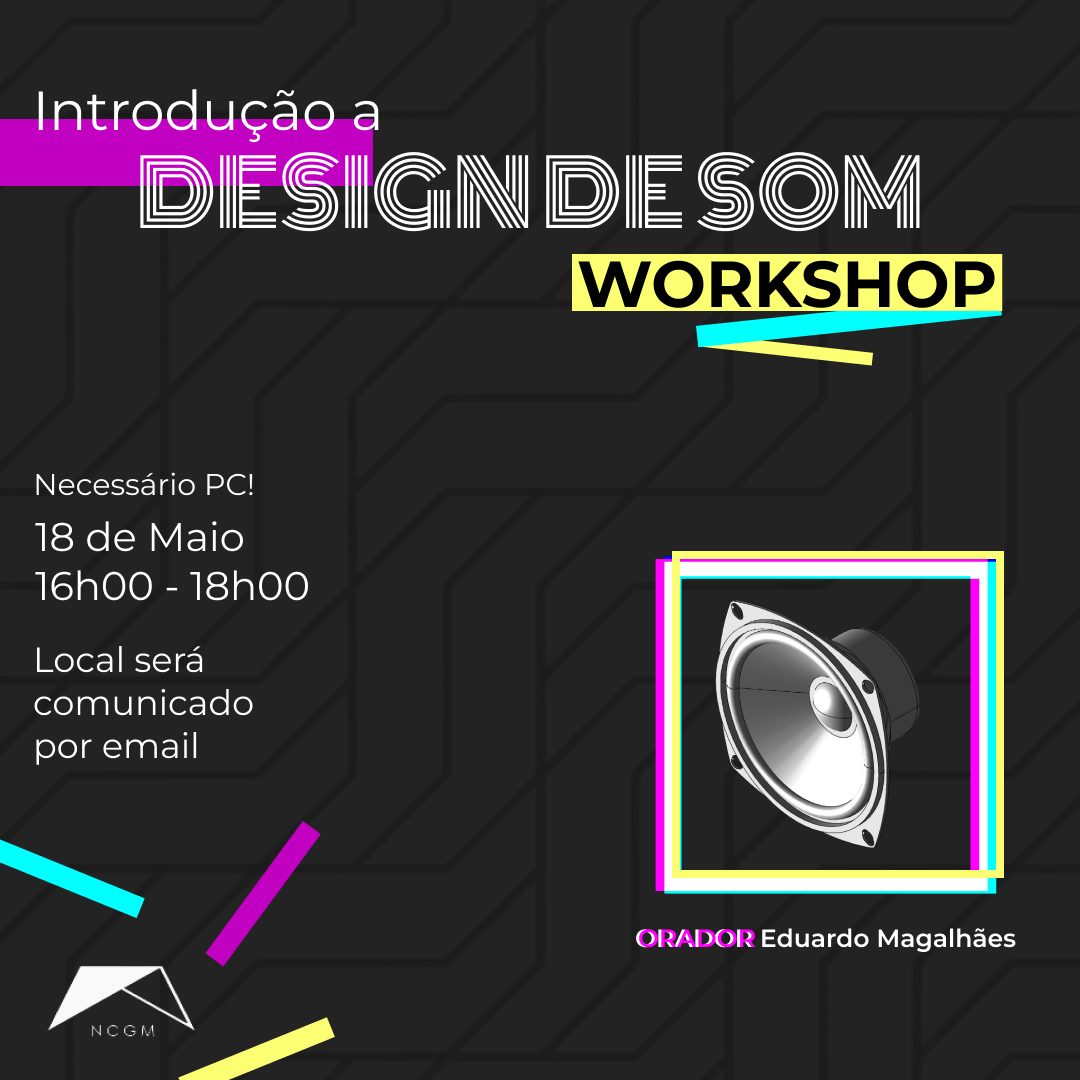 Introdução a
DESIGN DE SOM
WORKSHOP
Necessário PC!
18 de Maio
16h00 - 18h00
Local será
comunicado
por email
ORADOR Eduardo Magalhães
NCGM